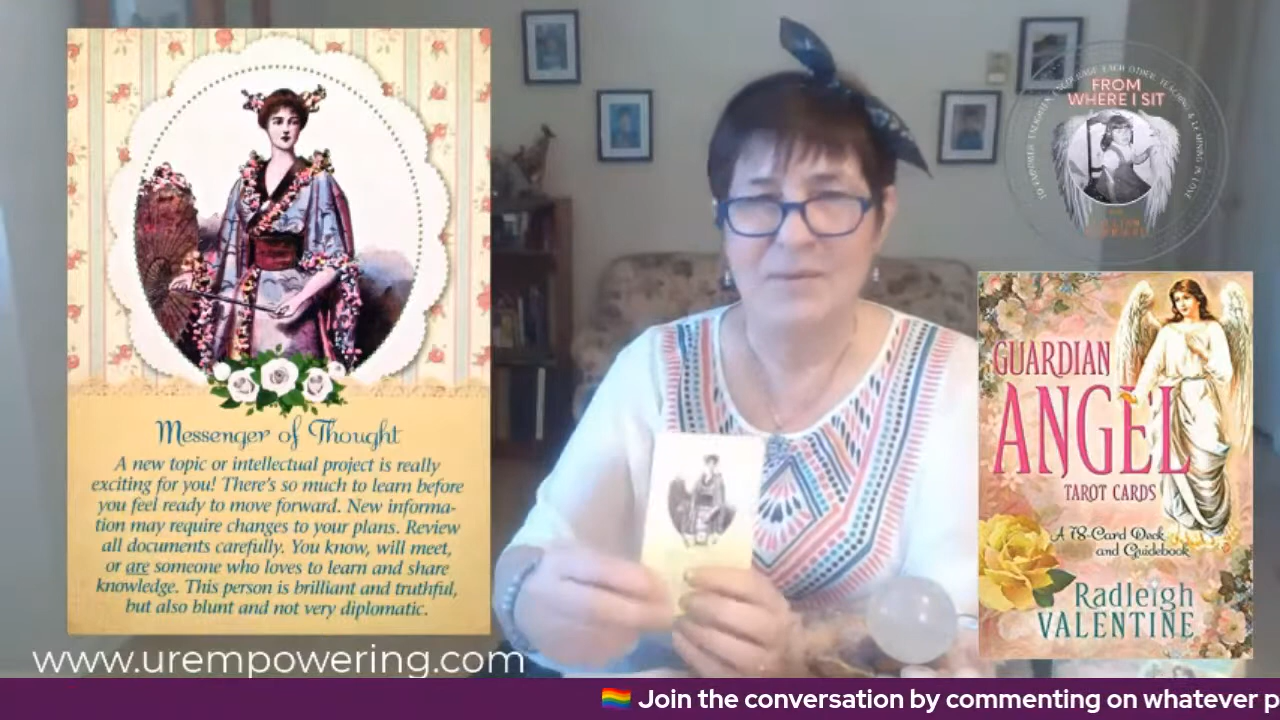 Messenger of Thought
A new topic or intellectual project is really
exciting for you! There's so much to learn before
you feel ready to move forward. New informa-
tion may require changes to your plans. Review
all documents carefully. You know, will meet,
or are someone who loves to learn and share
knowledge. This person is brilliant and truthful,
but also blunt and not very diplomatic.
www.urempowering.com
FROM
WHERE I SIT
GUARDIAN
ANGEL
TAROT CARDS
A 78-Card Deck
and Guidebook
Radleigh
VALENTINE
🏳️‍🌈 Join the conversation by commenting on whatever p